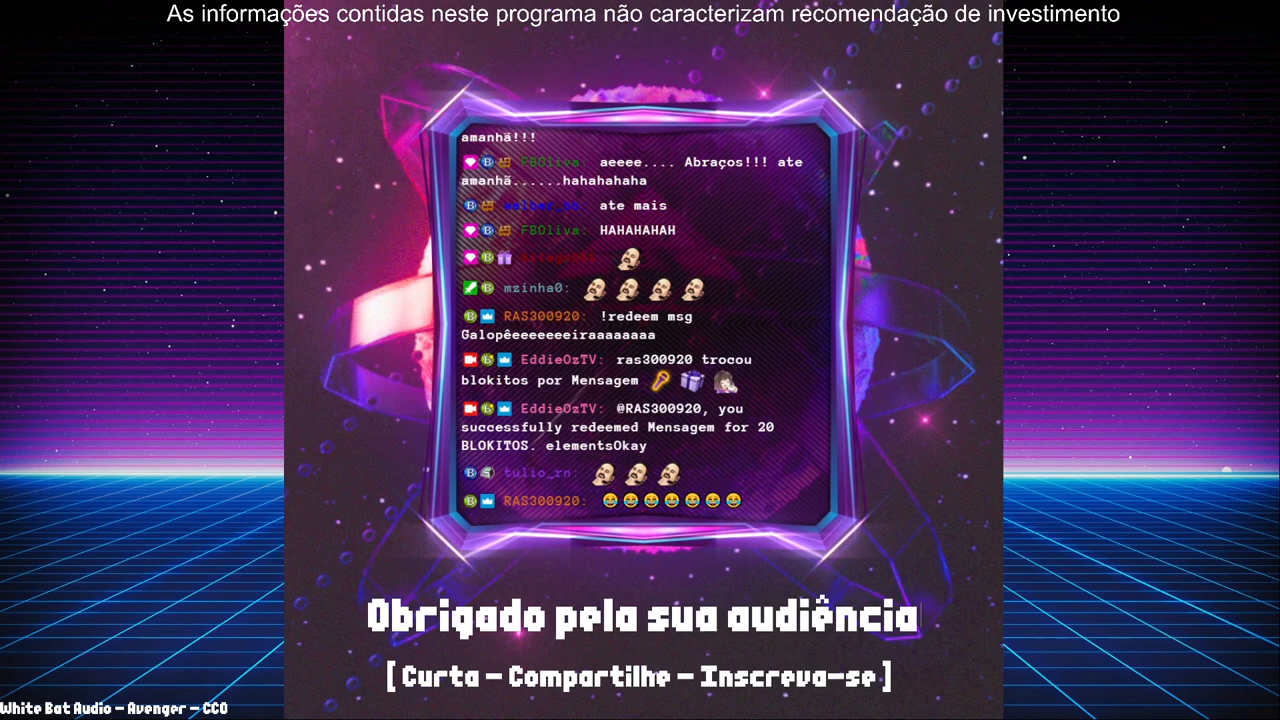 As informações contidas neste programa não caracterizam recomendação de investimento
amanhã!!!
FBOliva: aeeee.... Abraços!!! ate
amanhã......hahahahaha
ate mais
FBOliva: HAHAHAHAH
mzinha0:
RAS300920: !redeem msg
Galopêeeeeeeeiraaaaaaaa
EddieOzTV: ras300920 trocou
blokitos por Mensagem
EddieOzTV: @RAS300920, you
successfully redeemed Mensagem for 20
BLOKITOS. elementsOkay
tulio_rn:
RAS300920:
Obrigado pela sua audiência
[ Curta - Compartilhe - Inscreva-se ]
White Bat Audio - Avenger - CC0